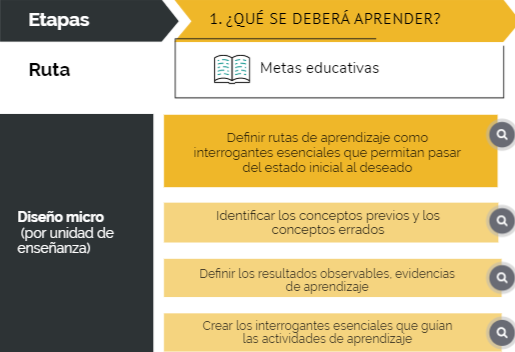 Etapas
1. ¿QUÉ SE DEBERÁ APRENDER?
Ruta
Metas educativas
Diseño micro
(por unidad de
enseñanza)
Definir rutas de aprendizaje como
interrogantes esenciales que permitan pasar
del estado inicial al deseado
Identificar los conceptos previos y los
conceptos errados
Definir los resultados observables, evidencias
de aprendizaje
Crear los interrogantes esenciales que guían
las actividades de aprendizaje